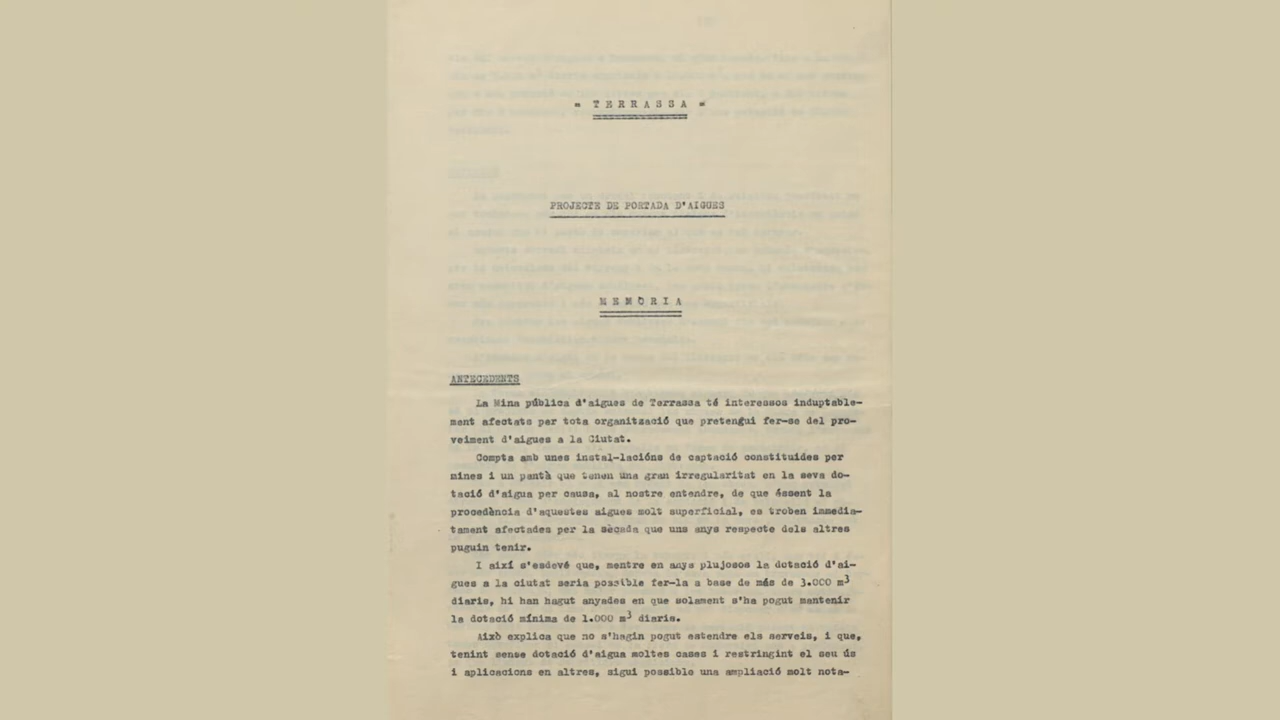 = T E R R A S S A =
PROJECTE DE PORTADA D'AIGUES
M E M Ò R I A
ANTECEDENTS
La Mina pública d'aigues de Terrassa té interessos induptable-
ment afectats per tota organització que pretengui fer-se del pro-
veiment d'aigues a la Ciutat.
Compta amb unes instal-lacións de captació constituides per
mines i un pantà que tenen una gran irregularitat en la seva do-
tació d'aigua per causa, al nostre entendre, de que éssent la
procedència d'aquestes aigues molt superficial, es troben immedia-
tament afectades per la sècada que uns anys respecte dels altres
puguin tenir.
I així s'esdevé que, mentre en anys plujosos la dotació d'ai-
gues a la ciutat seria possible fer-la a base de más de 3.000 m3
diaris, hi han hagut anyades en que solament s'ha pogut mantenir
la dotació mínima de 1.000 m3 diaris.
Això explica que no s'hagin pogut estendre els serveis, i que,
tenint sense dotació d'aigua moltes cases i restringint el seu ús
i aplicacions en altres, sigui possible una ampliació molt nota-